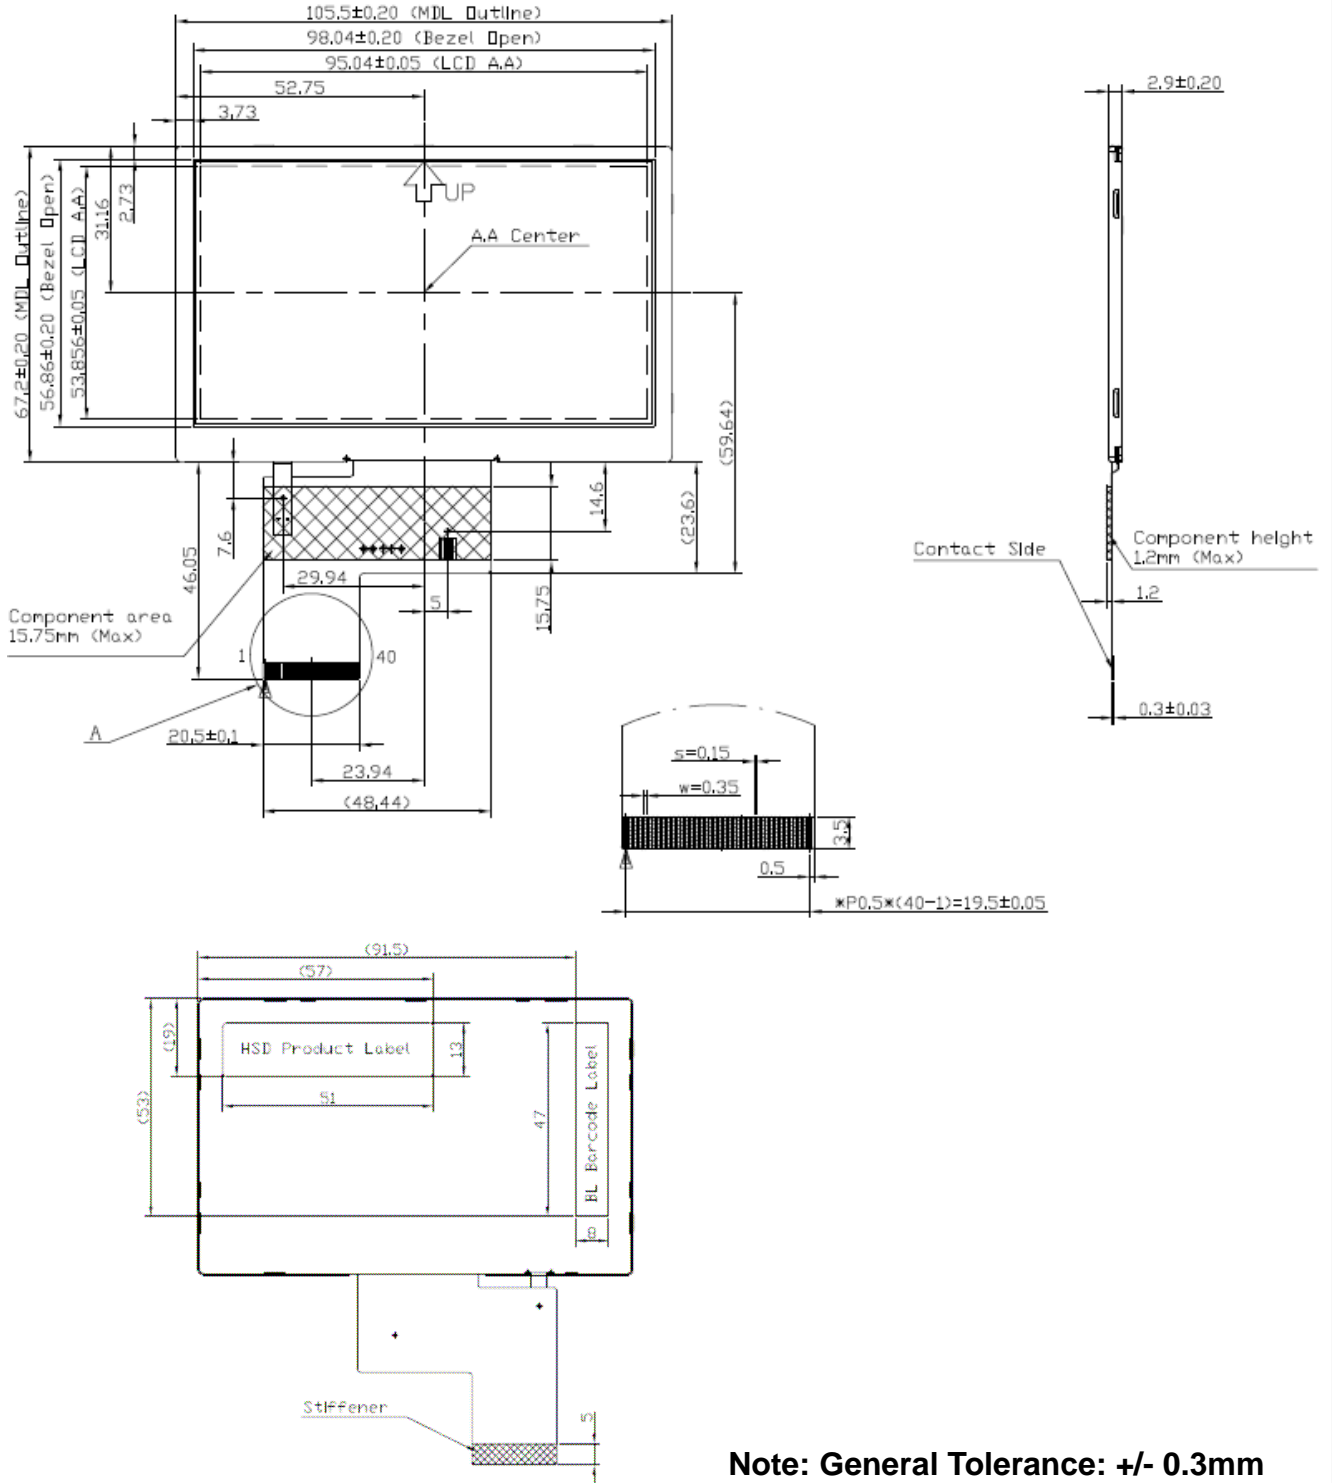 105.5±0.20 (MDL Outline)
98.04±0.20 (Bezel Open)
95.04±0.05 (LCD A.A)
52.75
3.73
2.9±0.20
67.2±0.20 (MDL Outline)
56.86±0.20 (Bezel Open)
53.856±0.05 (LCD A.A)
31.16
2.73
UP
A.A Center
(59.64)
(23.6)
14.6
15.75
7.6
46.05
29.94
5
Component area
15.75mm (Max)
1
40
A
20.5±0.1
23.94
(48.44)
Contact Side
Component height
1.2mm (Max)
1.2
0.3±0.03
s=0.15
w=0.35
3.5
0.5
*P0.5*(40-1)=19.5±0.05
(91.5)
(57)
(19)
(53)
HSD Product Label
13
51
47
BL Barcode Label
8
Stiffener
5
Note: General Tolerance: +/- 0.3mm